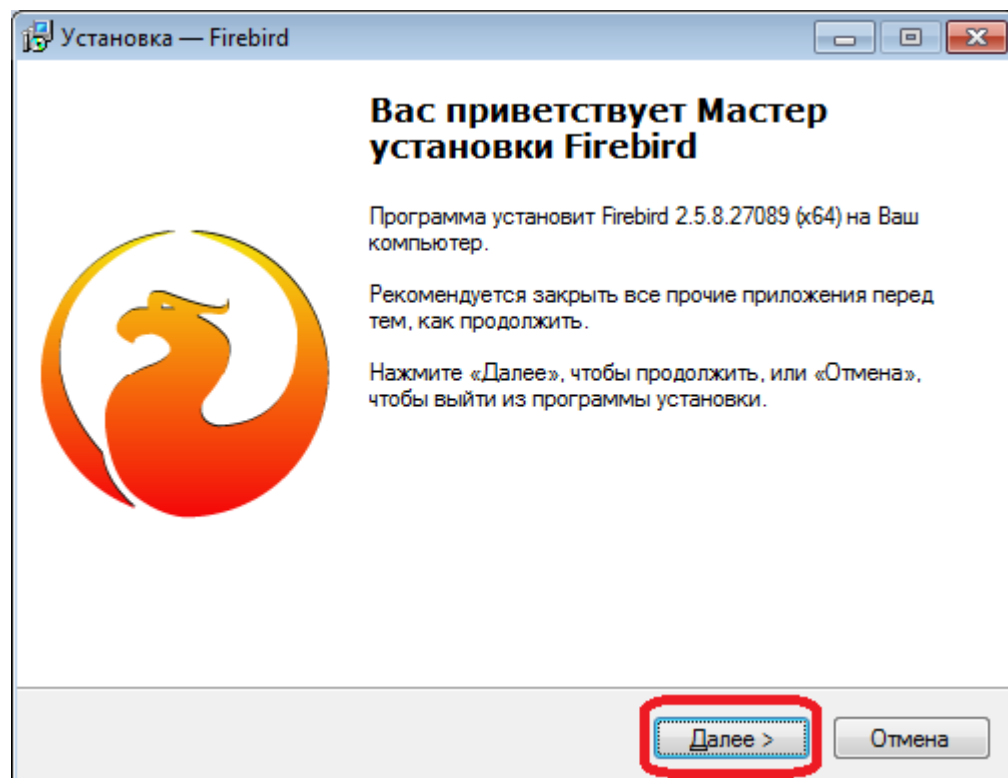 Установка — Firebird
Вас приветствует Мастер
установки Firebird
Программа установит Firebird 2.5.8.27089 (x64) на Ваш
компьютер.
Рекомендуется закрыть все прочие приложения перед
тем, как продолжить.
Нажмите «Далее», чтобы продолжить, или «Отмена»,
чтобы выйти из программы установки.
Далее >
Отмена